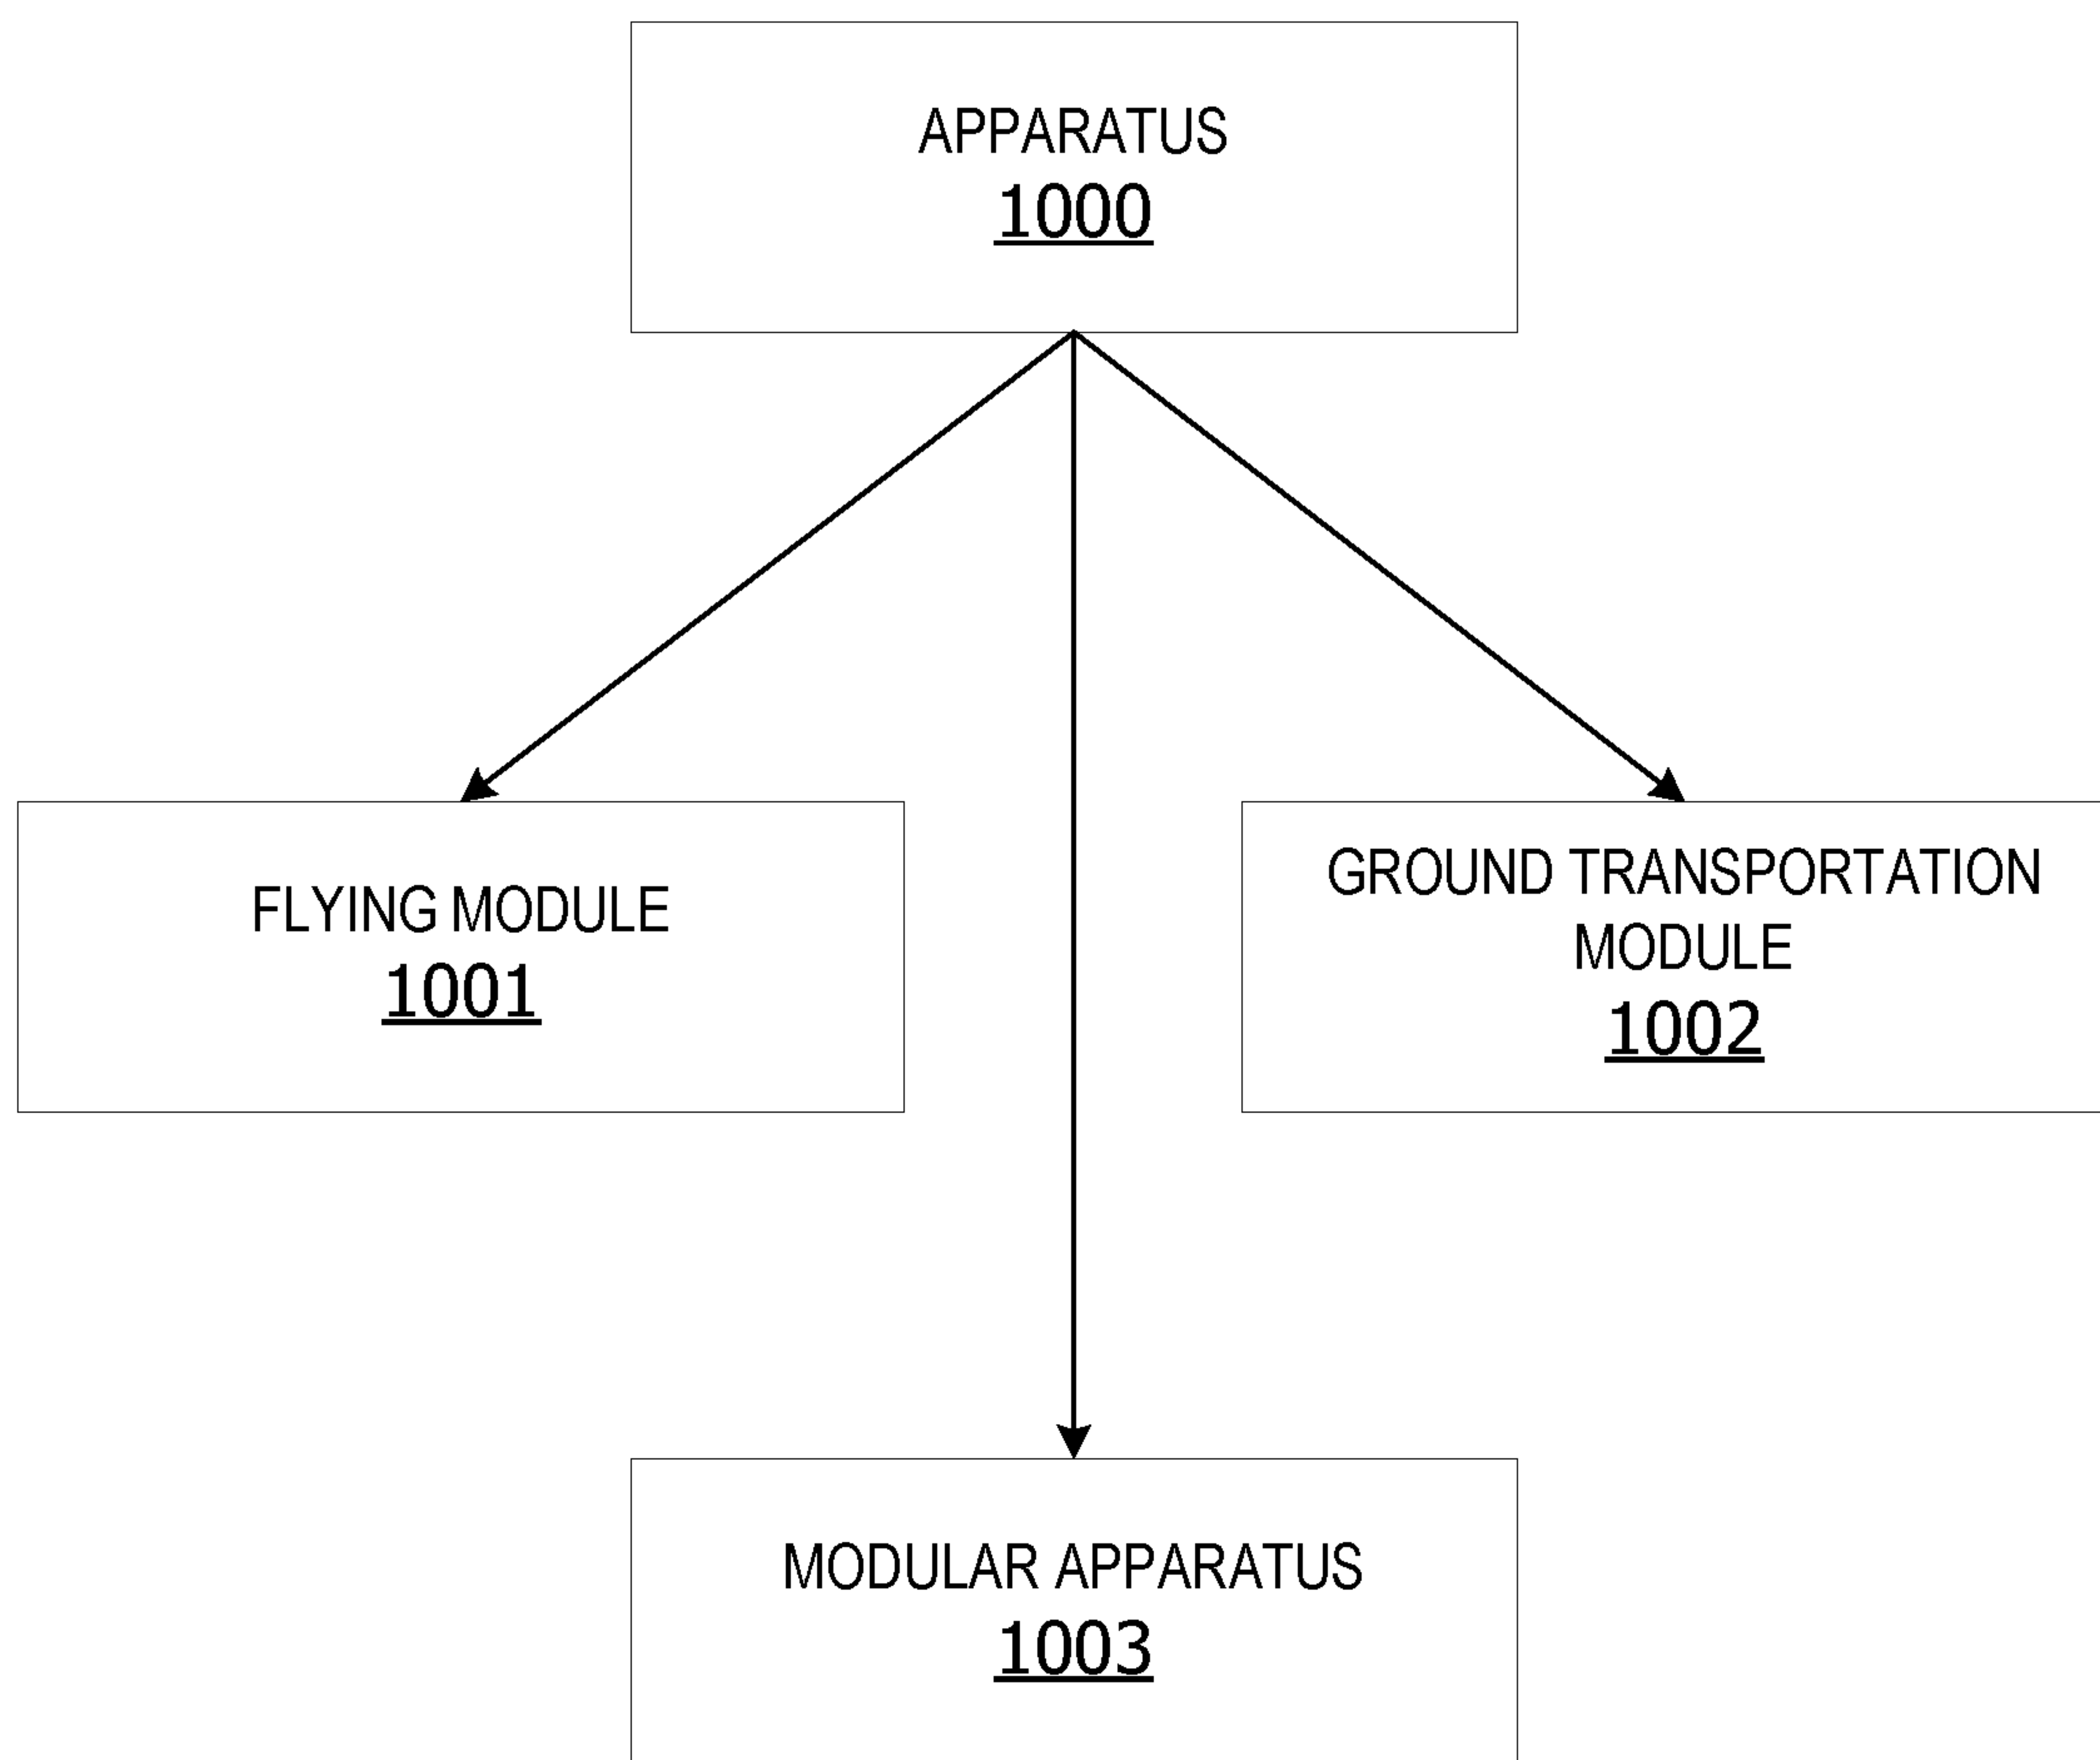 APPARATUS
1000
FLYING MODULE
1001
GROUND TRANSPORTATION
MODULE
1002
MODULAR APPARATUS
1003